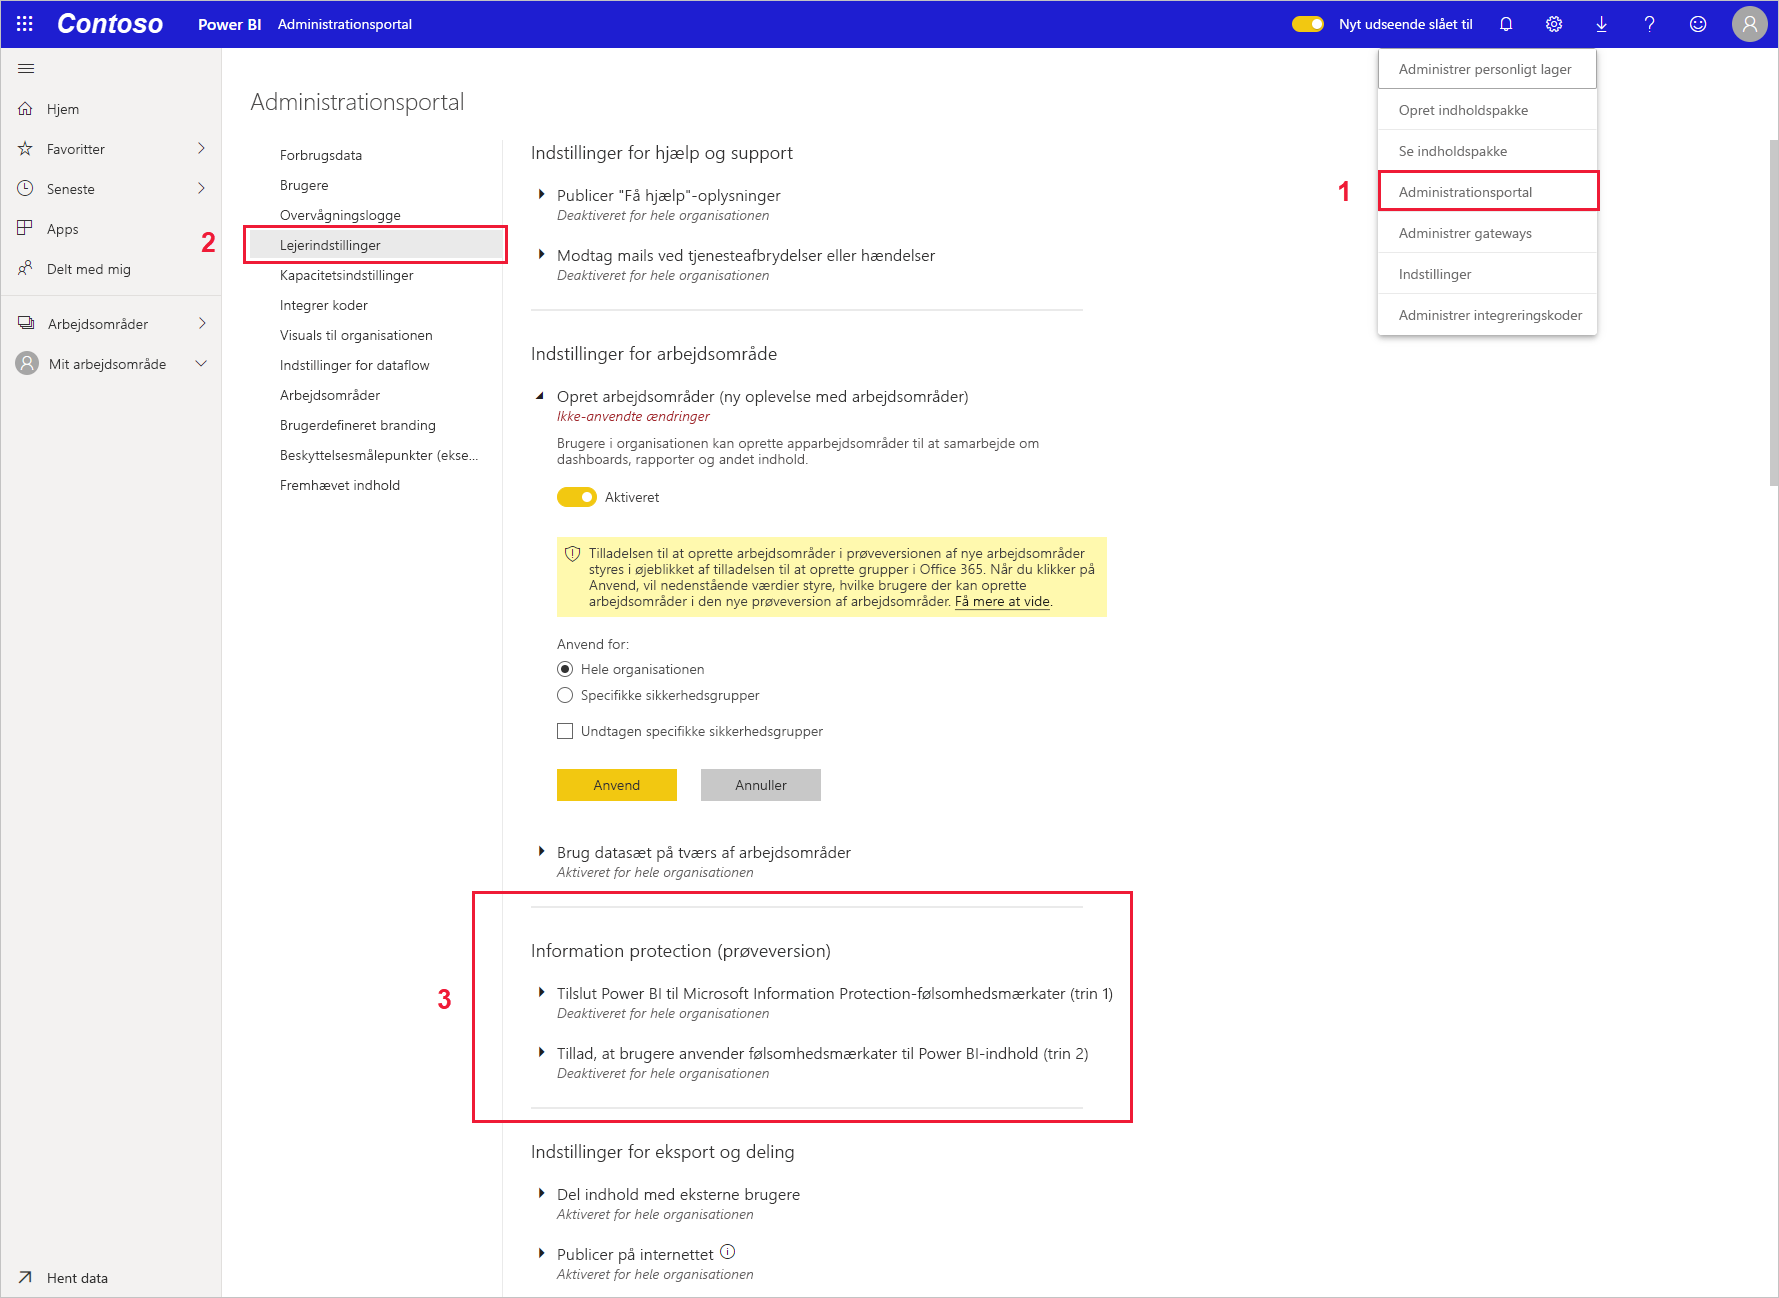 Contoso
Power BI
Administrationsportal
Nyt udseende slået til
?
Hjem
Favoritter
Seneste
Apps
Delt med mig
Arbejdsområder
Mit arbejdsområde
Hent data
Administrationsportal
Forbrugsdata
Brugere
Overvågningslogge
2
Lejerindstillinger
Kapacitetsindstillinger
Integrer koder
Visuals til organisationen
Indstillinger for dataflow
Arbejdsområder
Brugerdefineret branding
Beskyttelsesmålepunkter (ekse...
Fremhævet indhold
Indstillinger for hjælp og support
Publicer "Få hjælp"-oplysninger
Deaktiveret for hele organisationen
Modtag mails ved tjenesteafbrydelser eller hændelser
Deaktiveret for hele organisationen
Indstillinger for arbejdsområde
Opret arbejdsområder (ny oplevelse med arbejdsområder)
Ikke-anvendte ændringer
Brugere i organisationen kan oprette apparbejdsområder til at samarbejde om
dashboards, rapporter og andet indhold.
Aktiveret
Tilladelsen til at oprette arbejdsområder i prøveversionen af nye arbejdsområder
styres i øjeblikket af tilladelsen til at oprette grupper i Office 365. Når du klikker på
Anvend, vil nedenstående værdier styre, hvilke brugere der kan oprette
arbejdsområder i den nye prøveversion af arbejdsområder. Få mere at vide.
Anvend for:
Hele organisationen
Specifikke sikkerhedsgrupper
Undtagen specifikke sikkerhedsgrupper
Anvend
Annuller
Brug datasæt på tværs af arbejdsområder
Aktiveret for hele organisationen
3
Information protection (prøveversion)
Tilslut Power BI til Microsoft Information Protection-følsomhedsmærkater (trin 1)
Deaktiveret for hele organisationen
Tillad, at brugere anvender følsomhedsmærkater til Power BI-indhold (trin 2)
Deaktiveret for hele organisationen
Indstillinger for eksport og deling
Del indhold med eksterne brugere
Aktiveret for hele organisationen
Publicer på internettet
Aktiveret for hele organisationen
Administrer personligt lager
Opret indholdspakke
Se indholdspakke
1
Administrationsportal
Administrer gateways
Indstillinger
Administrer integreringskoder